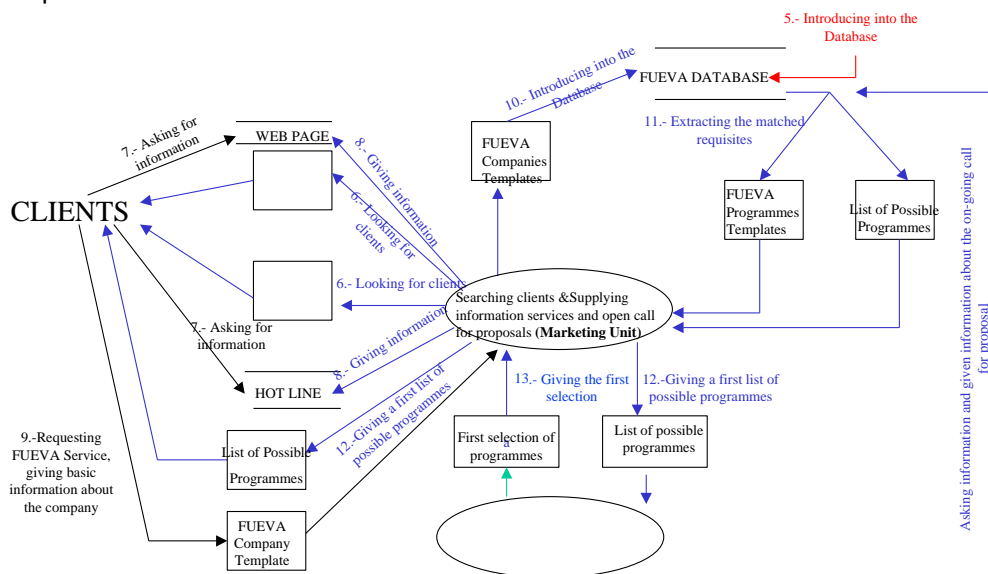 5.- Introducing into the
Database
10.- Introducing into the
Database
FUEVA DATABASE
11.- Extracting the matched
requisites
7.- Asking for
information
WEB PAGE
8.- Giving information
6.- Looking for
clients
FUEVA
Companies
Templates
FUEVA
Programmes
Templates
List of Possible
Programmes
CLIENTS
6.- Looking for clients
Searching clients &Supplying
information services and open call
for proposals (Marketing Unit)
7.- Asking for
information
8.- Giving information
HOT LINE
12.-Giving a first list of
possible programmes
13.- Giving the first
selection
12.-Giving a first list of
possible programmes
9.-Requesting
FUEVA Service,
giving basic
information about
the company
List of Possible
Programmes
First selection of
a
programmes
List of possible
programmes
FUEVA
Company
Template
Asking information and given information about the on-going call
for proposal